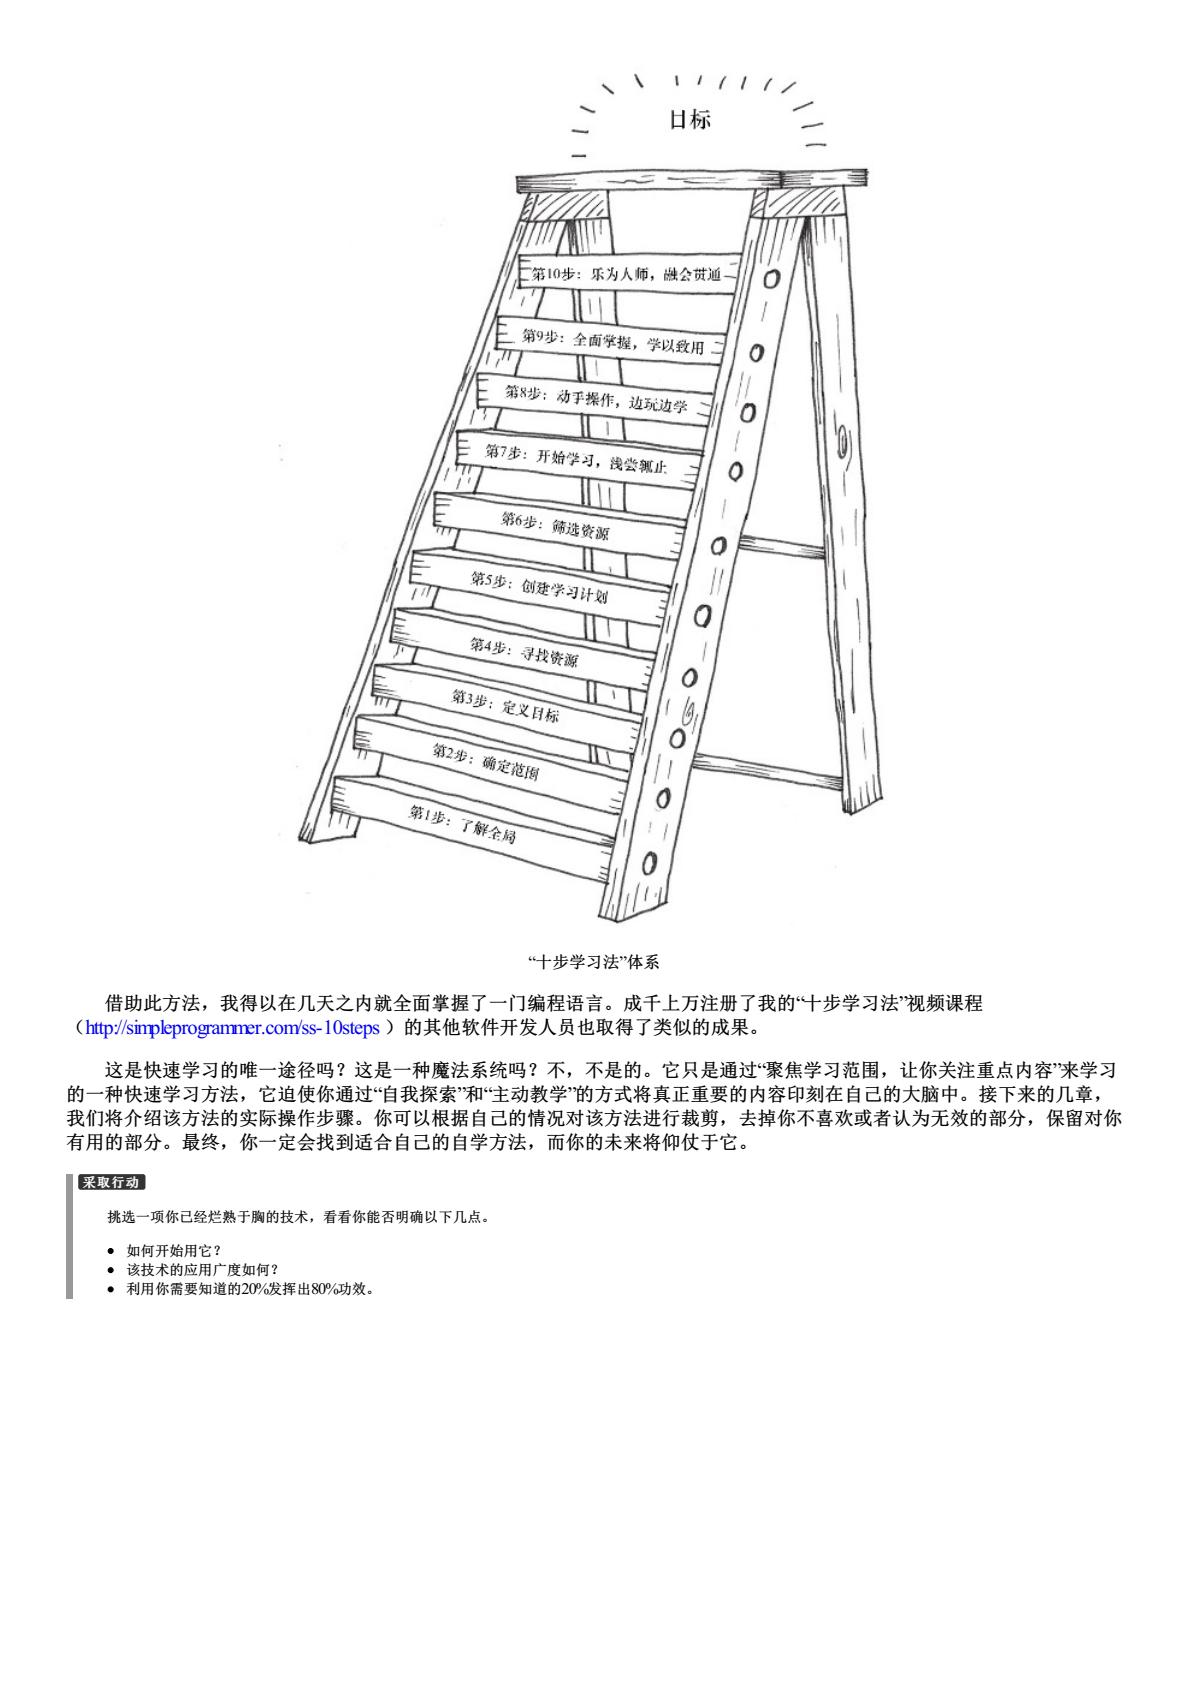 目标
第10步：乐为人师，融会贯通
第9步：全面掌握，学以致用
第8步：动手操作，边玩边学
第7步：开始学习，浅尝辄止
第6步：筛选资源
第5步：创建学习计划
第4步：寻找资源
第3步：定义目标
第2步：确定范围
第1步：了解全局
“十步学习法”体系
借助此方法，我得以在几天之内就全面掌握了一门编程语言。成千上万注册了我的“十步学习法”视频课程
（http://simpleprogrammer.com/ss-10steps ）的其他软件开发人员也取得了类似的成果。
这是快速学习的唯一途径吗？这是一种魔法系统吗？不，不是的。它只是通过“聚焦学习范围，让你关注重点内容”来学习
的一种快速学习方法，它迫使你通过“自我探索”和“主动教学”的方式将真正重要的内容印刻在自己的大脑中。接下来的几章，
我们将介绍该方法的实际操作步骤。你可以根据自己的情况对该方法进行裁剪，去掉你不喜欢或者认为无效的部分，保留对你
有用的部分。最终，你一定会找到适合自己的自学方法，而你的未来将仰仗于它。
采取行动
挑选一项你已经烂熟于胸的技术，看看你能否明确以下几点。
● 如何开始用它？
● 该技术的应用广度如何？
● 利用你需要知道的20%发挥出80%功效。